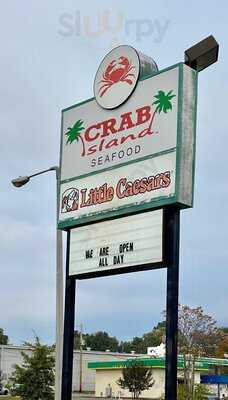 Sluurpy
CRAB
Island
SEAFOOD
Little Caesars
WE ARE OPEN
ALL DAY